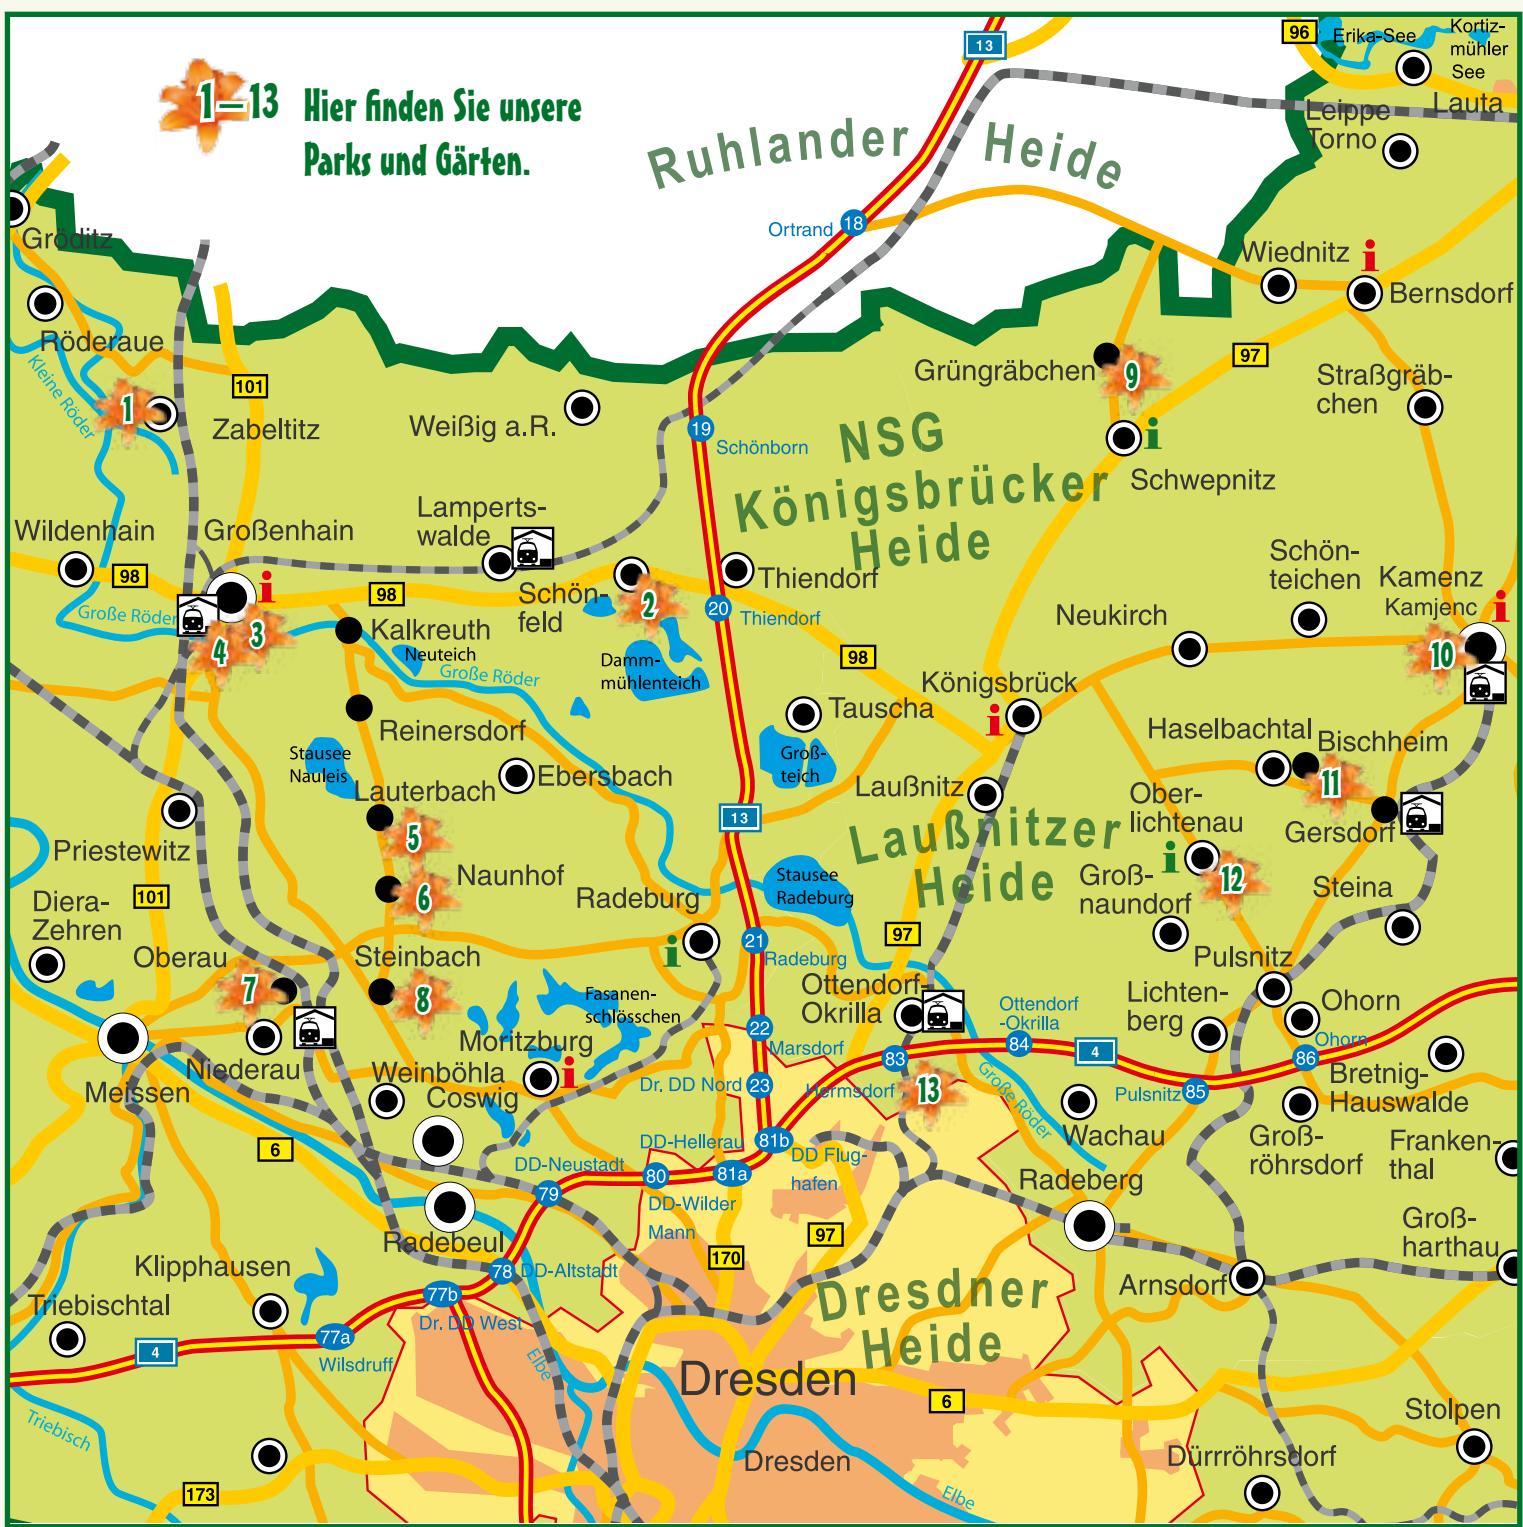 1–13 Hier finden Sie unsere
Parks und Gärten.
13
96
Erika-See
Kortiz-
mühler
See
Lauta
Leippe
Torno
Ruhlander Heide
Ortrand
18
Gröditz
Wiednitz
i
Bernsdorf
Röderaue
Kleine Röder
1
101
Zabeltitz
Weißig a.R.
19
Schönborn
Grüngräbchen
9
97
Straßgräb-
chen
NSG
Königsbrücker
Heide
i
Schwepnitz
Wildenhain
Großenhain
Lamperts-
walde
98
i
98
Große Röder
4
3
Kalkreuth
Neuteich
Große Röder
Schön-
feld
2
Thiendorf
20
Thiendorf
Damm-
mühlenteich
98
Schön-
teichen
Kamenz
Kamjenc
i
10
Neukirch
Königsbrück
i
Reinersdorf
Tauscha
Stausee
Nauleis
Ebersbach
Groß-
teich
Haselbachtal
Bischheim
11
Lauterbach
5
13
Laußnitz
Ober-
lichtenau
Gersdorf
Laußnitzer
Heide
Priestewitz
i
12
Naunhof
6
Radeburg
Stausee
Radeburg
Groß-
naundorf
Steina
101
Diera-
Zehren
Oberau
Steinbach
i
21
Radeburg
97
Pulsnitz
7
8
Fasanen-
schlösschen
Ottendorf-
Okrilla
Ottendorf
-Okrilla
Lichten-
berg
Ohorn
Moritzburg
i
22
Marsdorf
83
84
4
Ohorn
86
Meissen
Niederau
Weinböhla
Coswig
Dr. DD Nord
23
Hermsdorf
13
Große Röder
Pulsnitz
85
Bretnig-
Hauswalde
6
DD-Hellerau
81b
DD Flug-
hafen
Wachau
Groß-
röhrsdorf
Franken-
thal
DD-Neustadt
79
80
81a
Radeberg
DD-Wilder
Mann
Radebeul
97
170
Groß-
harthau
Klipphausen
78
DD-Altstadt
Arnsdorf
Triebischtal
77b
Dr. DD West
Dresdner
Heide
4
77a
Wilsdruff
Elbe
Dresden
6
Triebisch
Stolpen
Dresden
Dürrröhrsdorf
173
Elbe